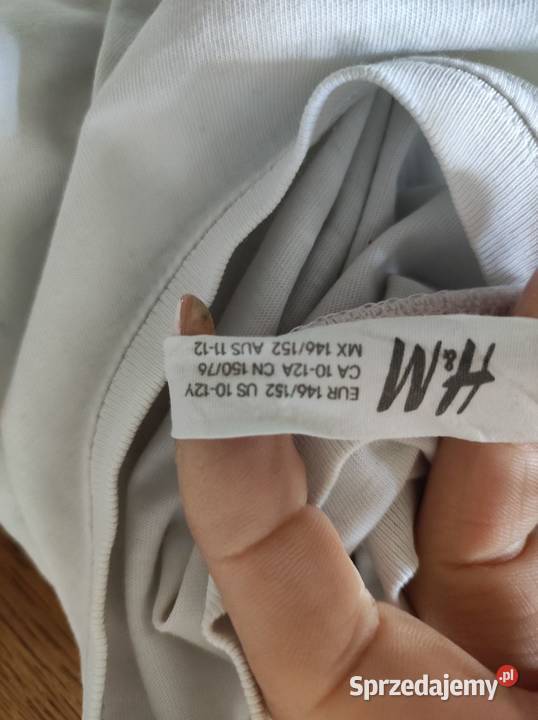 H&M
EUR 146/152 US 10-12Y
CA 10-12A CN 150/76
MX 146/152 AUS 11-12
Sprzedajemy.pl